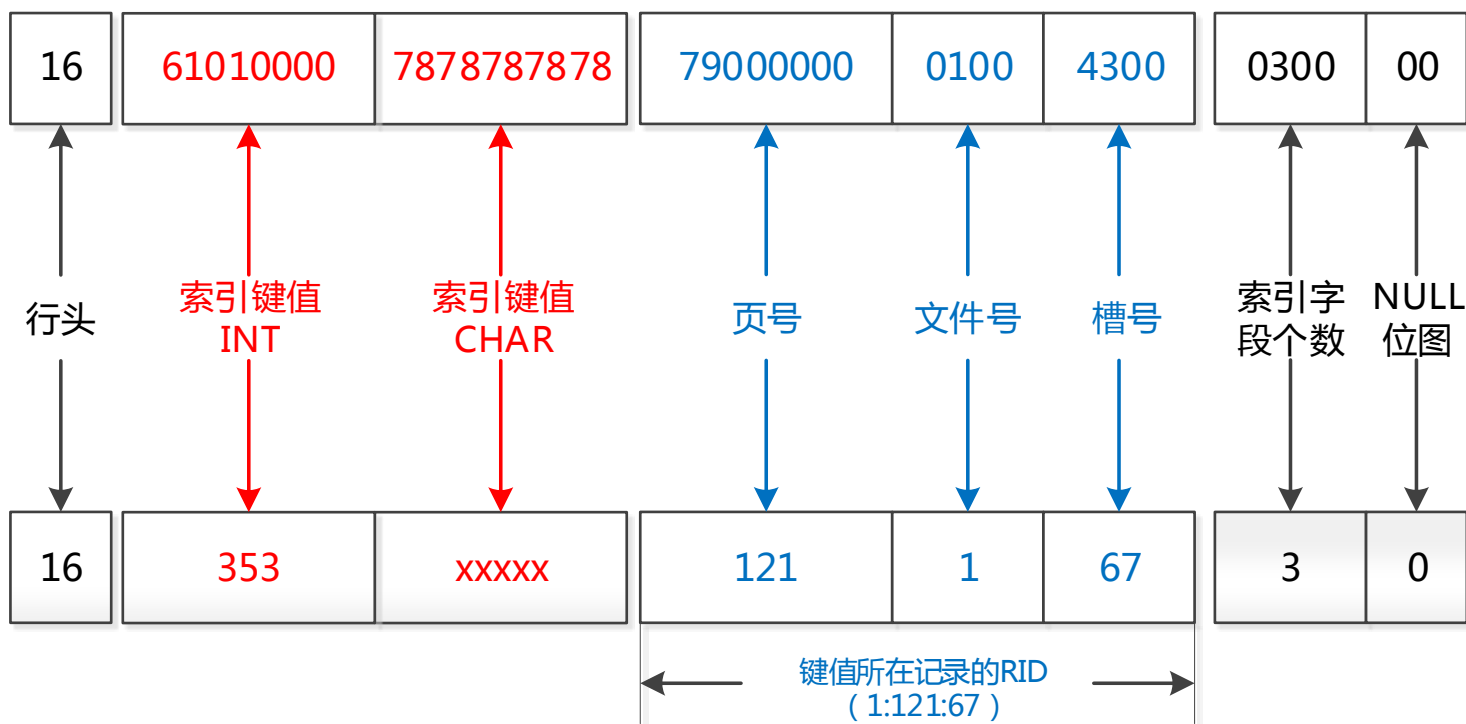 16 61010000 7878787878 79000000 0100 4300 0300 00
行头
索引键值
INT
索引键值
CHAR
页号
文件号
槽号
索引字
段个数
NULL
位图
16 353 xxxxx 121 1 67 3 0
键值所在记录的RID
(1:121:67)